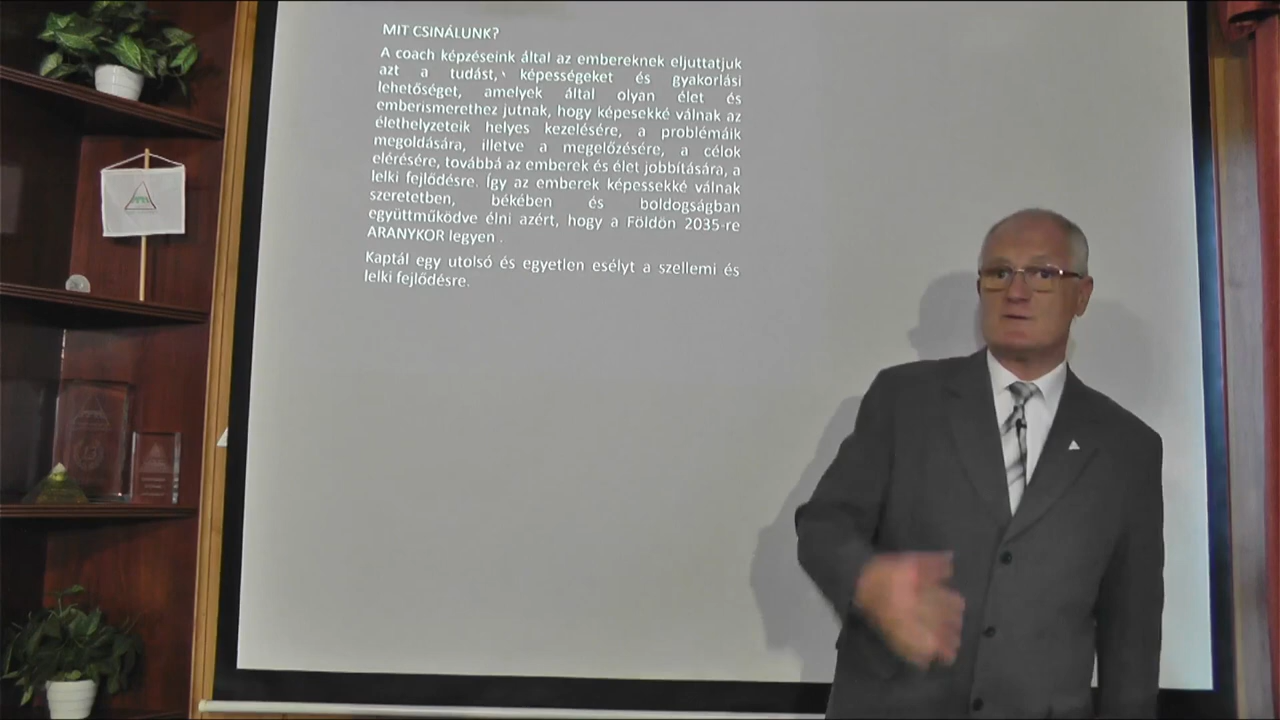 MIT CSINÁLUNK?
A coach képzéseink által az embereknek eljuttatjuk
azt a tudást, képességeket és gyakorlási
lehetőséget, amelyek által olyan élet és
emberismerethez jutnak, hogy képesekké válnak az
élethelyzeteik helyes kezelésére, a problémáik
megoldására, illetve a megelőzésére, a célok
elérésére, továbbá az emberek és élet jobbítására, a
lelki fejlődésre. Így az emberek képessekké válnak
szeretetben, békében és boldogságban
együttműködve élni azért, hogy a Földön 2035-re
ARANYKOR legyen .
Kaptál egy utolsó és egyetlen esélyt a szellemi és
lelki fejlődésre.